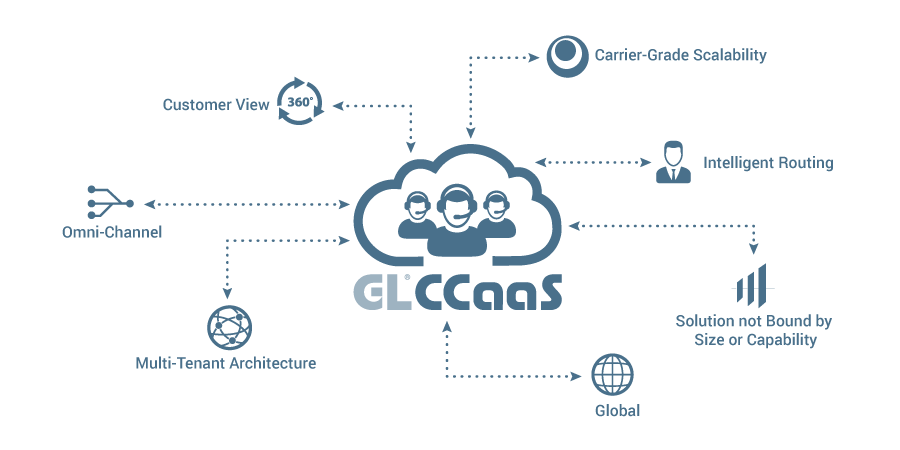 Carrier-Grade Scalability
Customer View
360°
Intelligent Routing
Omni-Channel
GL® CCaaS
Solution not Bound by
Size or Capability
Multi-Tenant Architecture
Global